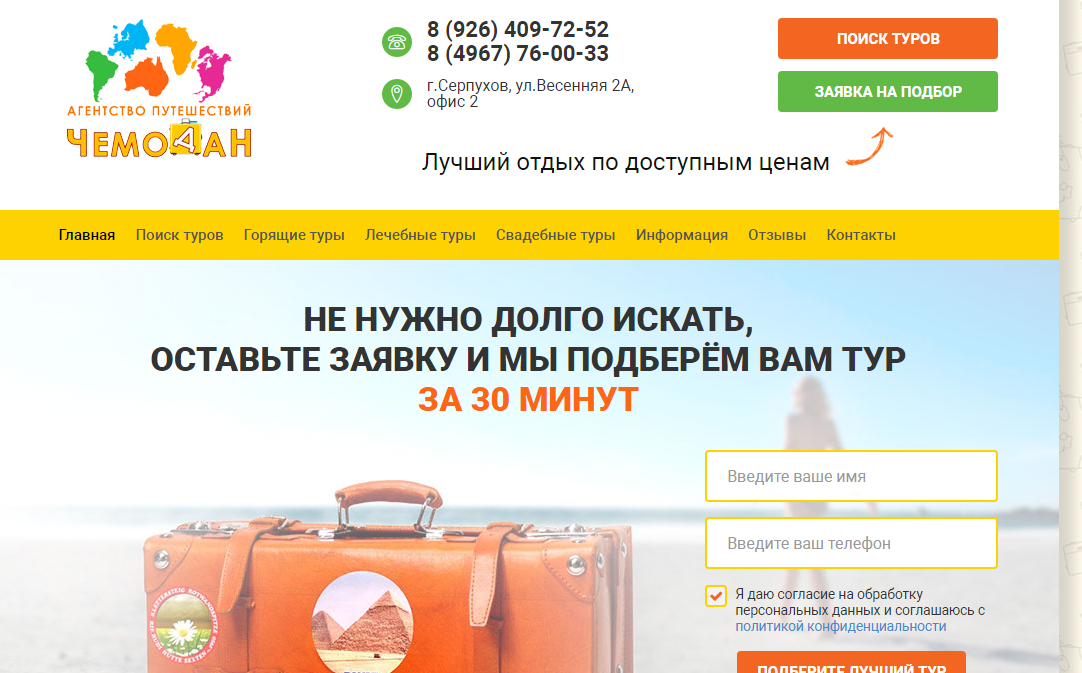 АГЕНТСТВО ПУТЕШЕСТВИЙ
ЧЕМОДАН
8 (926) 409-72-52
8 (4967) 76-00-33
г.Серпухов, ул.Весенняя 2А,
офис 2
ПОИСК ТУРОВ
ЗАЯВКА НА ПОДБОР
Лучший отдых по доступным ценам
Главная Поиск туров Горящие туры Лечебные туры Свадебные туры Информация Отзывы Контакты
НЕ НУЖНО ДОЛГО ИСКАТЬ,
ОСТАВЬТЕ ЗАЯВКУ И МЫ ПОДБЕРЁМ ВАМ ТУР
ЗА 30 МИНУТ
Введите ваше имя
Введите ваш телефон
Я даю согласие на обработку
персональных данных и соглашаюсь с
политикой конфиденциальности
ПОДБЕРИТЕ ЛУЧШИЙ ТУР